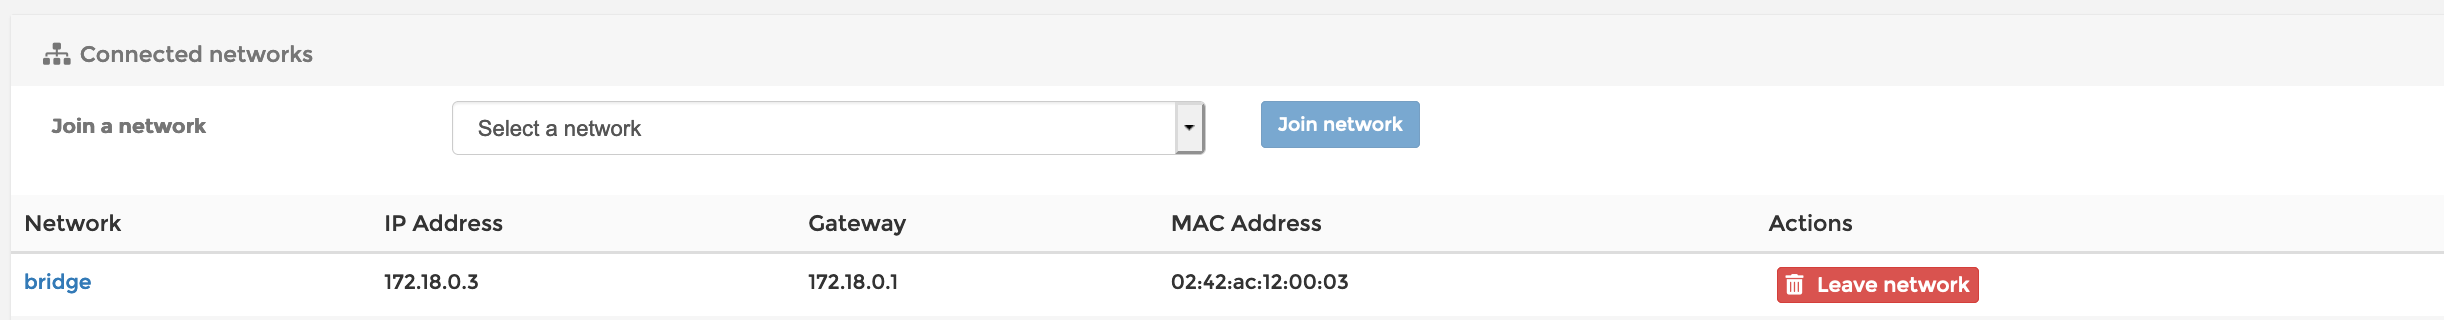 Connected networks
Join a network Select a network Join network
Network IP Address Gateway MAC Address Actions
bridge 172.18.0.3 172.18.0.1 02:42:ac:12:00:03 Leave network